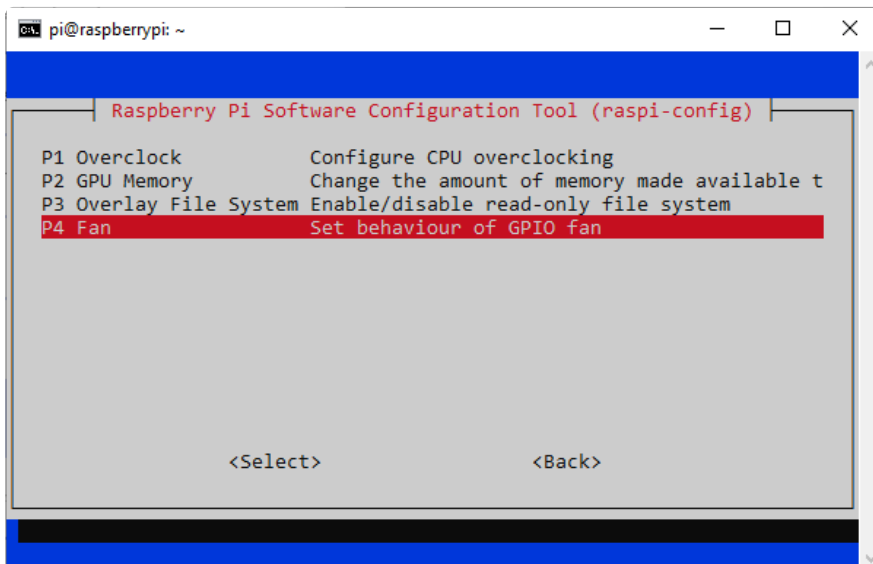 pi@raspberrypi: ~
Raspberry Pi Software Configuration Tool (raspi-config)
P1 Overclock Configure CPU overclocking
P2 GPU Memory Change the amount of memory made available t
P3 Overlay File System Enable/disable read-only file system
P4 Fan Set behaviour of GPIO fan
<Select> <Back>